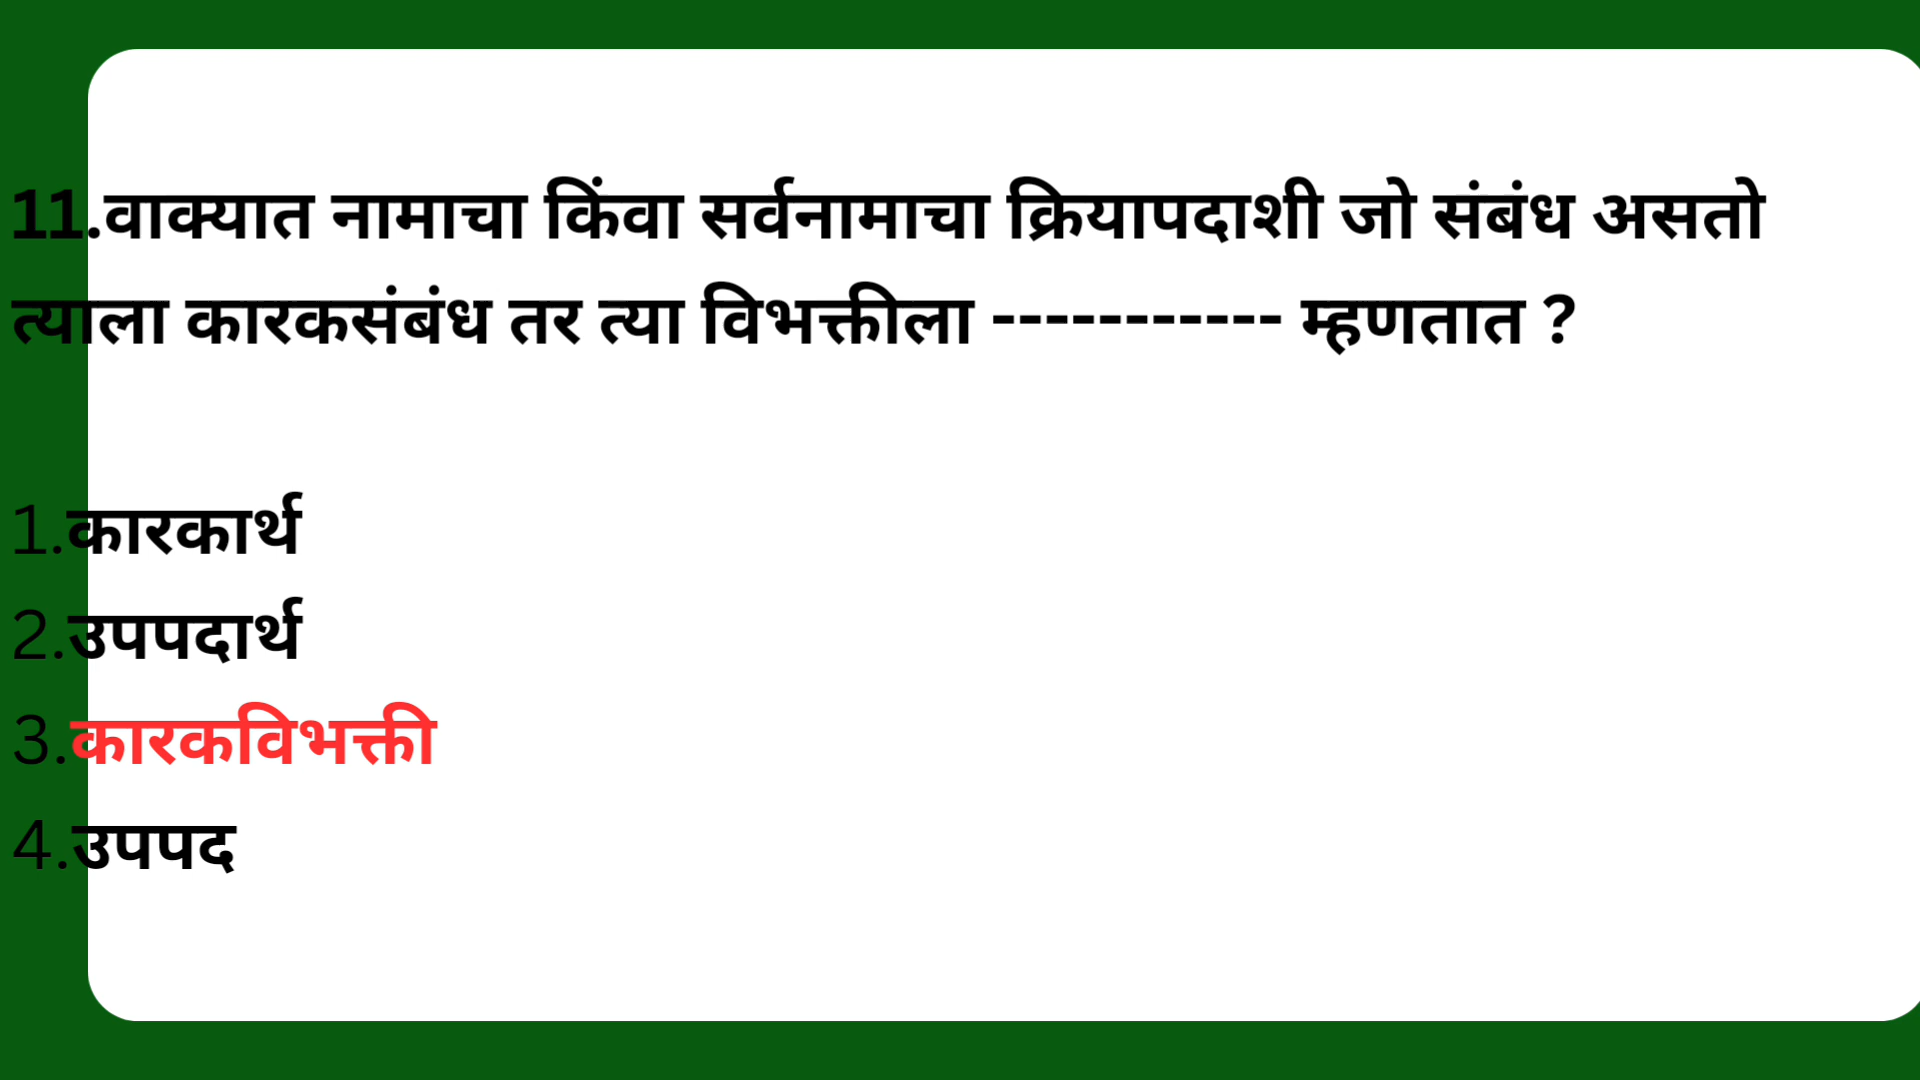 11.वाक्यात नामाचा किंवा सर्वनामाचा क्रियापदाशी जो संबंध असतो
त्याला कारकसंबंध तर त्या विभक्तीला ----------- म्हणतात ?
1.कारकार्थ
2.उपपदार्थ
3.कारकविभक्ती
4.उपपद